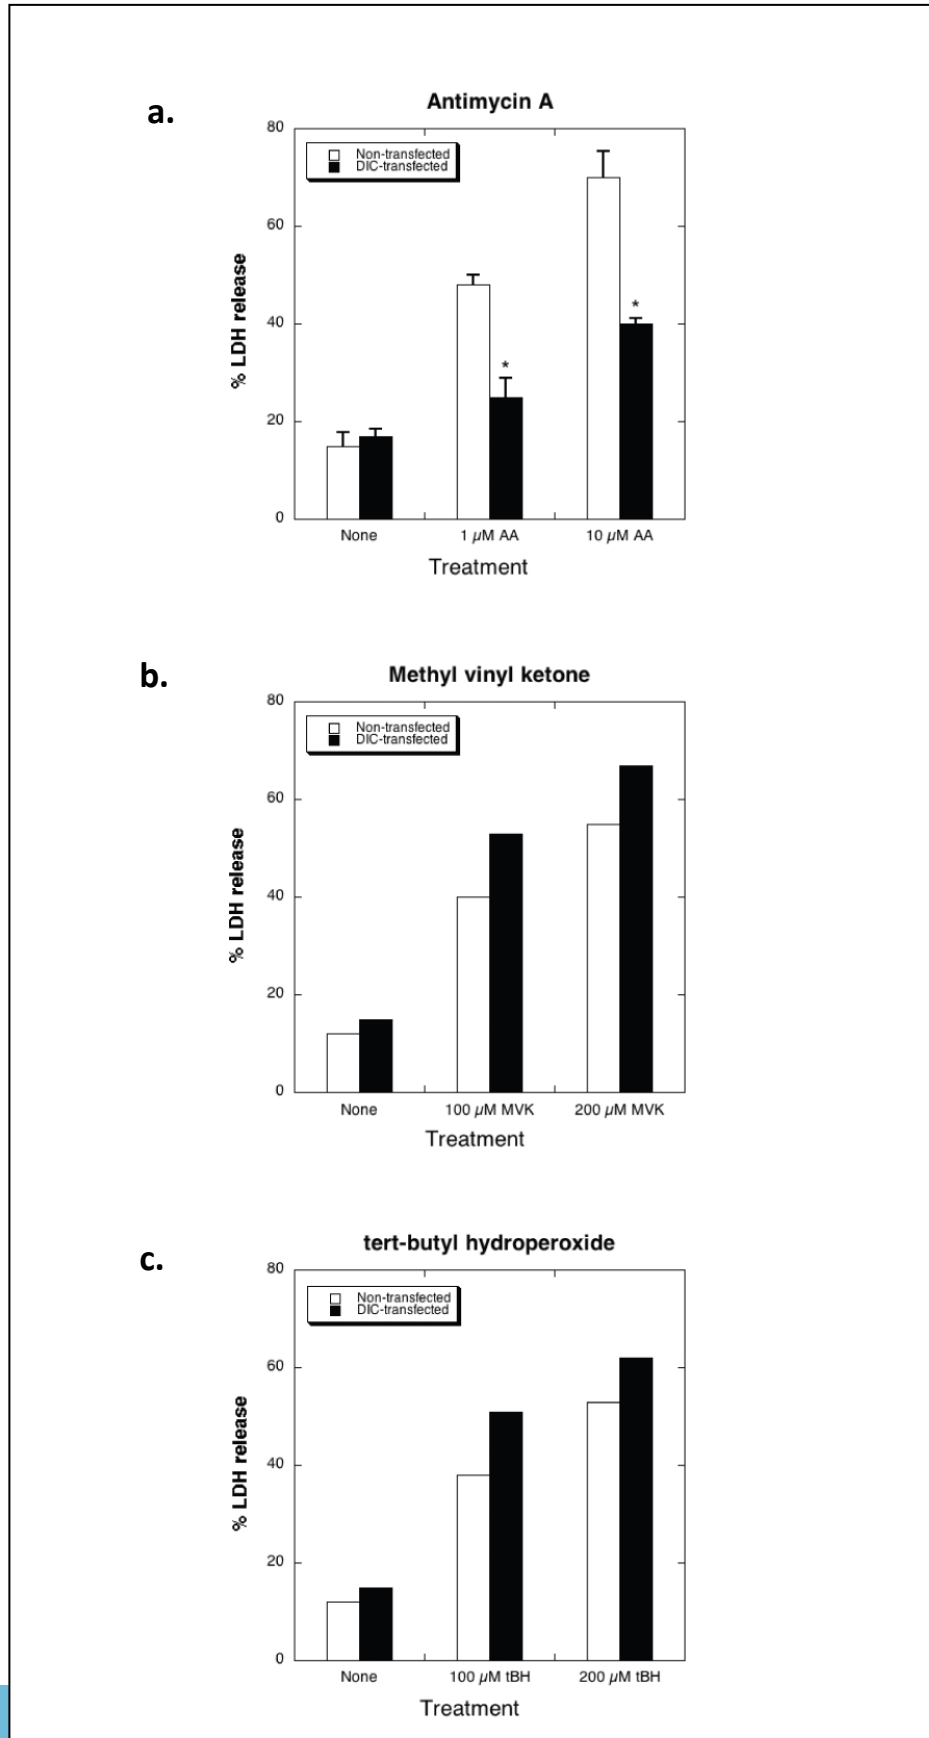 a.
Antimycin A
80
Non-transfected
DIC-transfected
60
% LDH release
*
40
*
20
0
None 1 µM AA 10 µM AA
Treatment
b.
Methyl vinyl ketone
80
Non-transfected
DIC-transfected
60
% LDH release
40
20
0
None 100 µM MVK 200 µM MVK
Treatment
c.
tert-butyl hydroperoxide
80
Non-transfected
DIC-transfected
60
% LDH release
40
20
0
None 100 µM tBH 200 µM tBH
Treatment